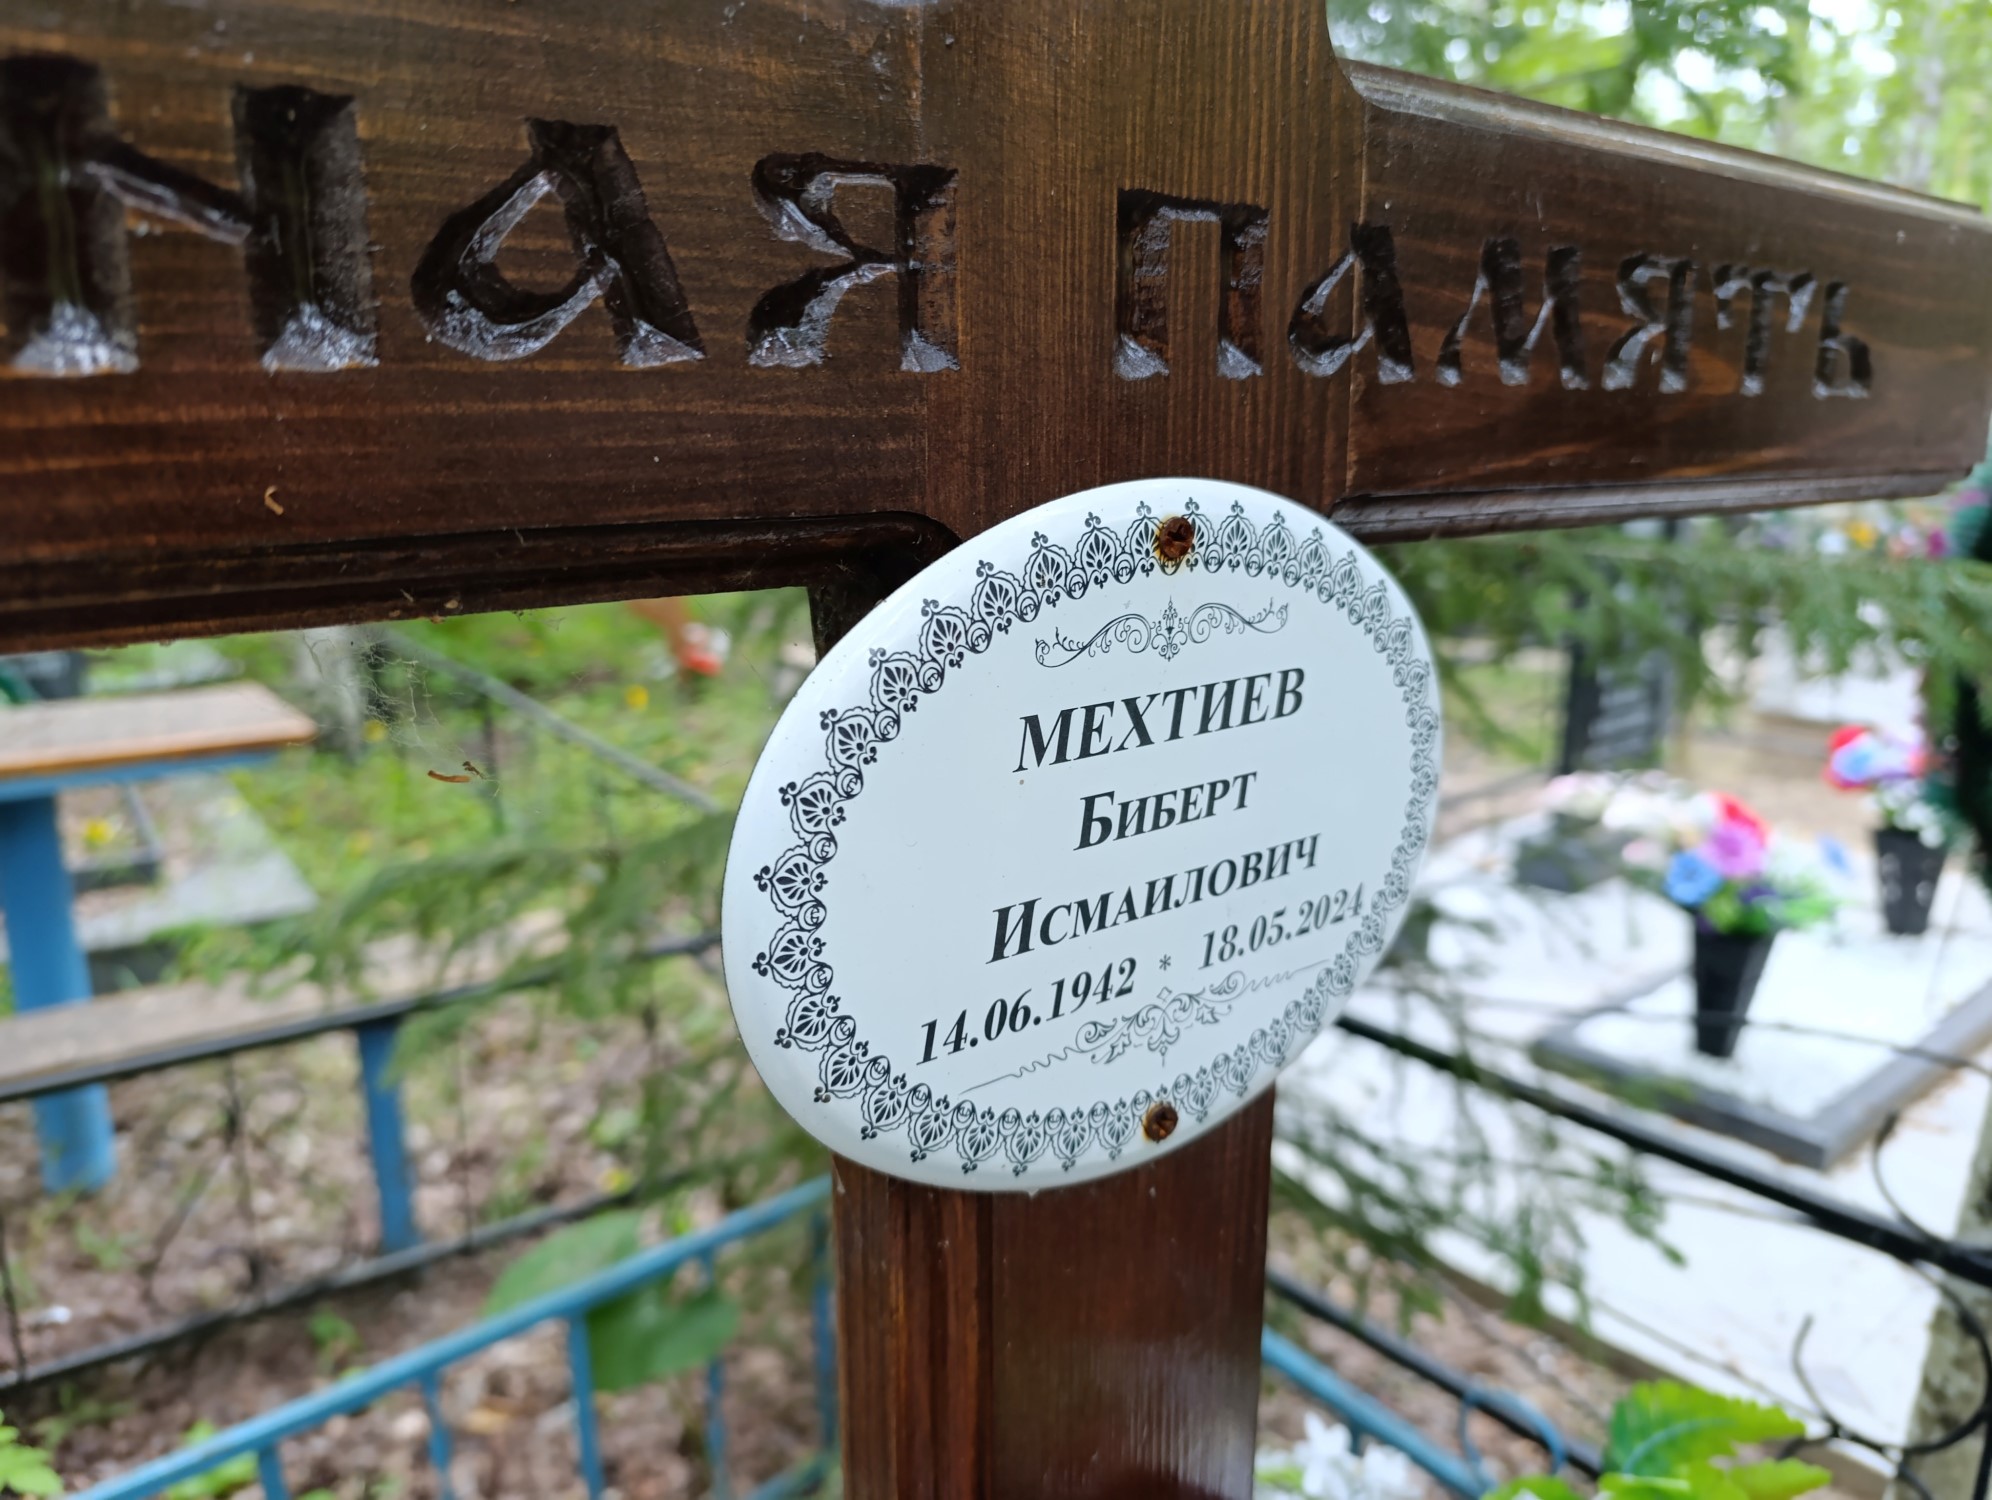 ная память
МЕХТИЕВ
БИБЕРТ
ИСМАИЛОВИЧ
14.06.1942 * 18.05.2024